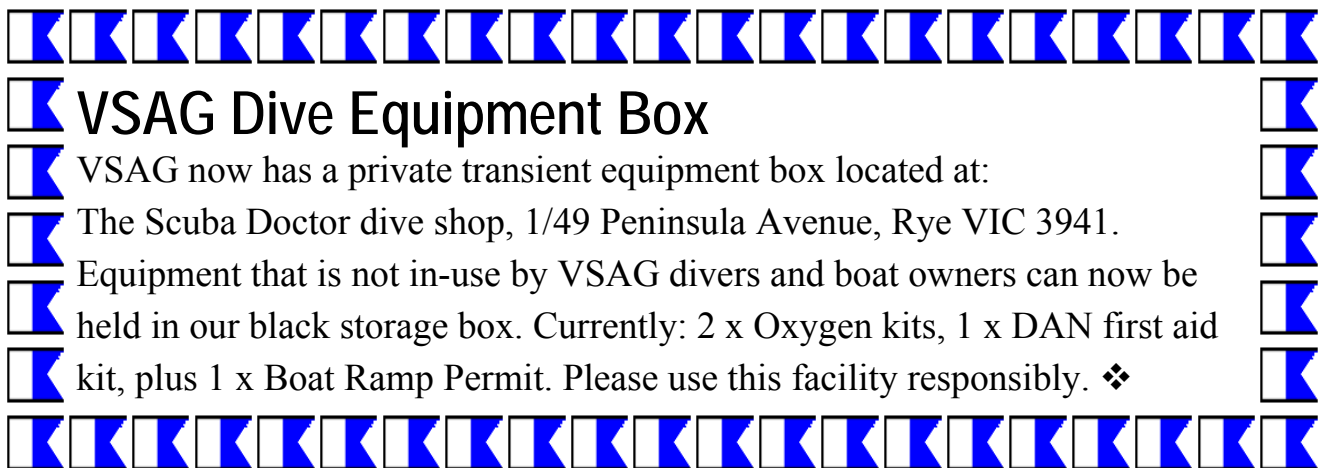 VSAG Dive Equipment Box
VSAG now has a private transient equipment box located at:
The Scuba Doctor dive shop, 1/49 Peninsula Avenue, Rye VIC 3941.
Equipment that is not in-use by VSAG divers and boat owners can now be
held in our black storage box. Currently: 2 x Oxygen kits, 1 x DAN first aid
kit, plus 1 x Boat Ramp Permit. Please use this facility responsibly. ❖